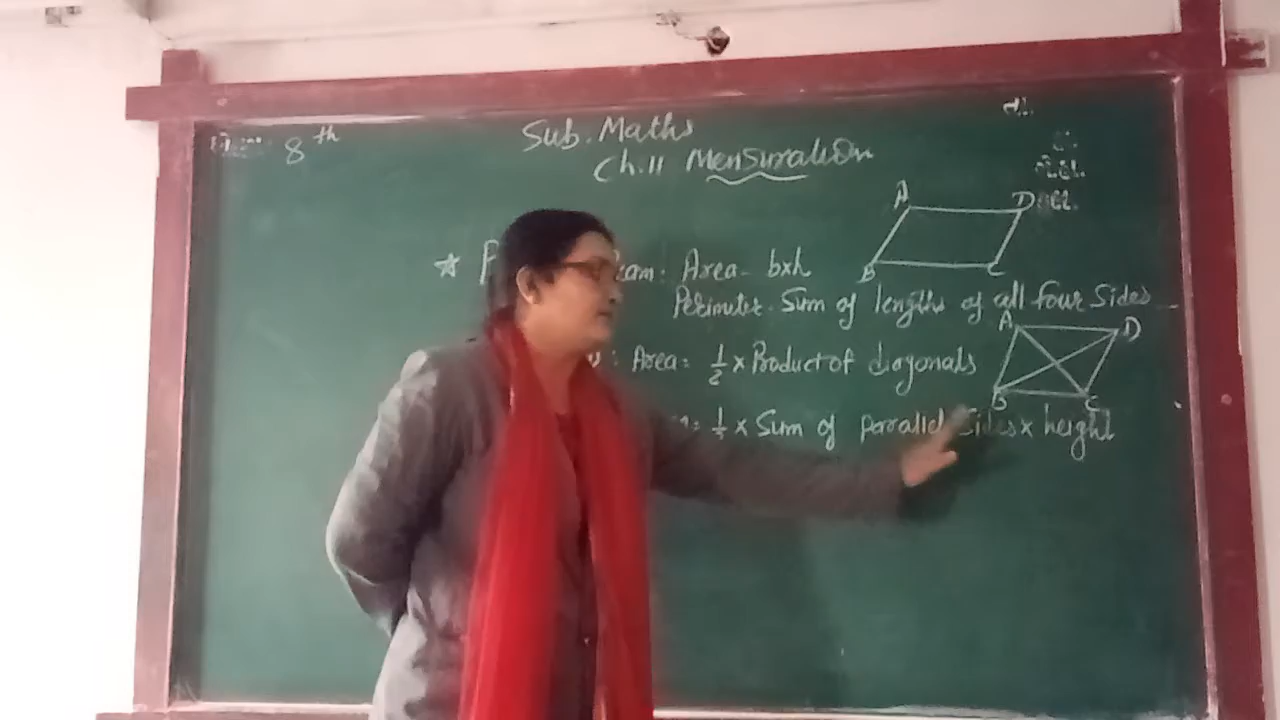 8th
Sub. Maths
Ch.11 Mensuration
A D
B C
Area = b×h
Perimeter. Sum of lengths of all four Sides
A D
: Area = 1/2 × Product of diagonals
B C
= 1/2 × Sum of parallel Sides × height